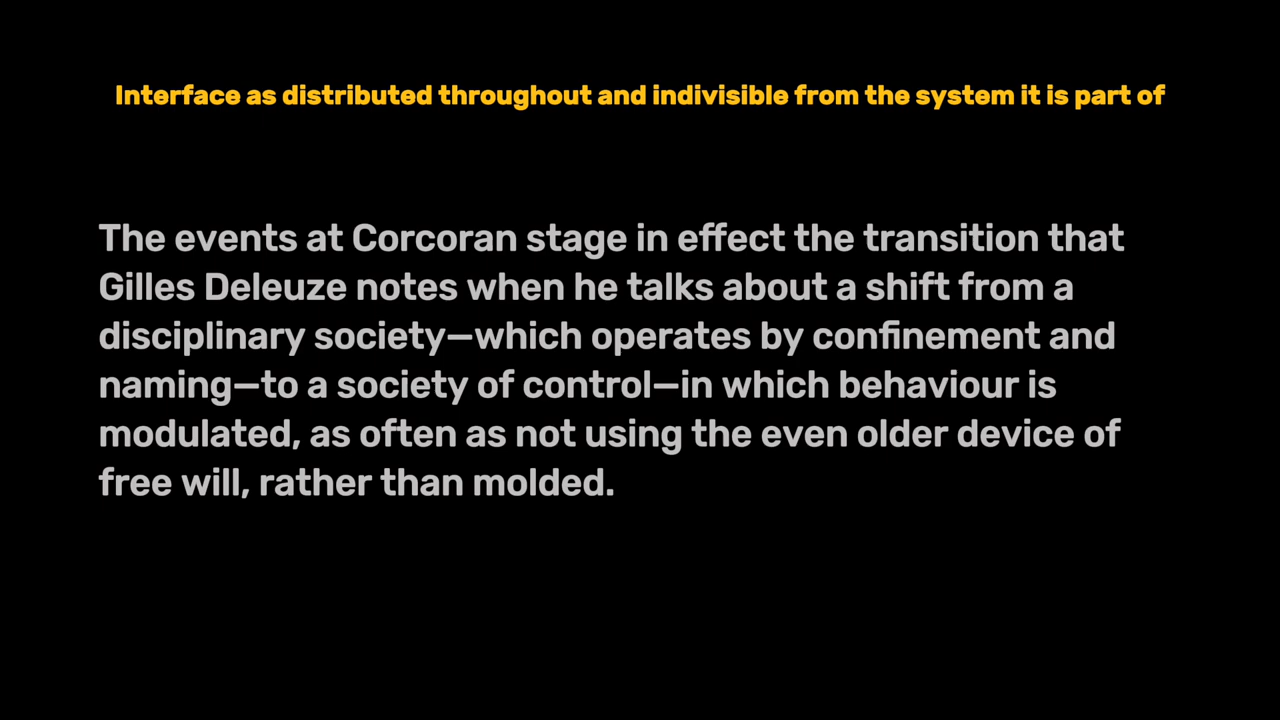 Interface as distributed throughout and indivisible from the system it is part of
The events at Corcoran stage in effect the transition that
Gilles Deleuze notes when he talks about a shift from a
disciplinary society—which operates by confinement and
naming—to a society of control—in which behaviour is
modulated, as often as not using the even older device of
free will, rather than molded.